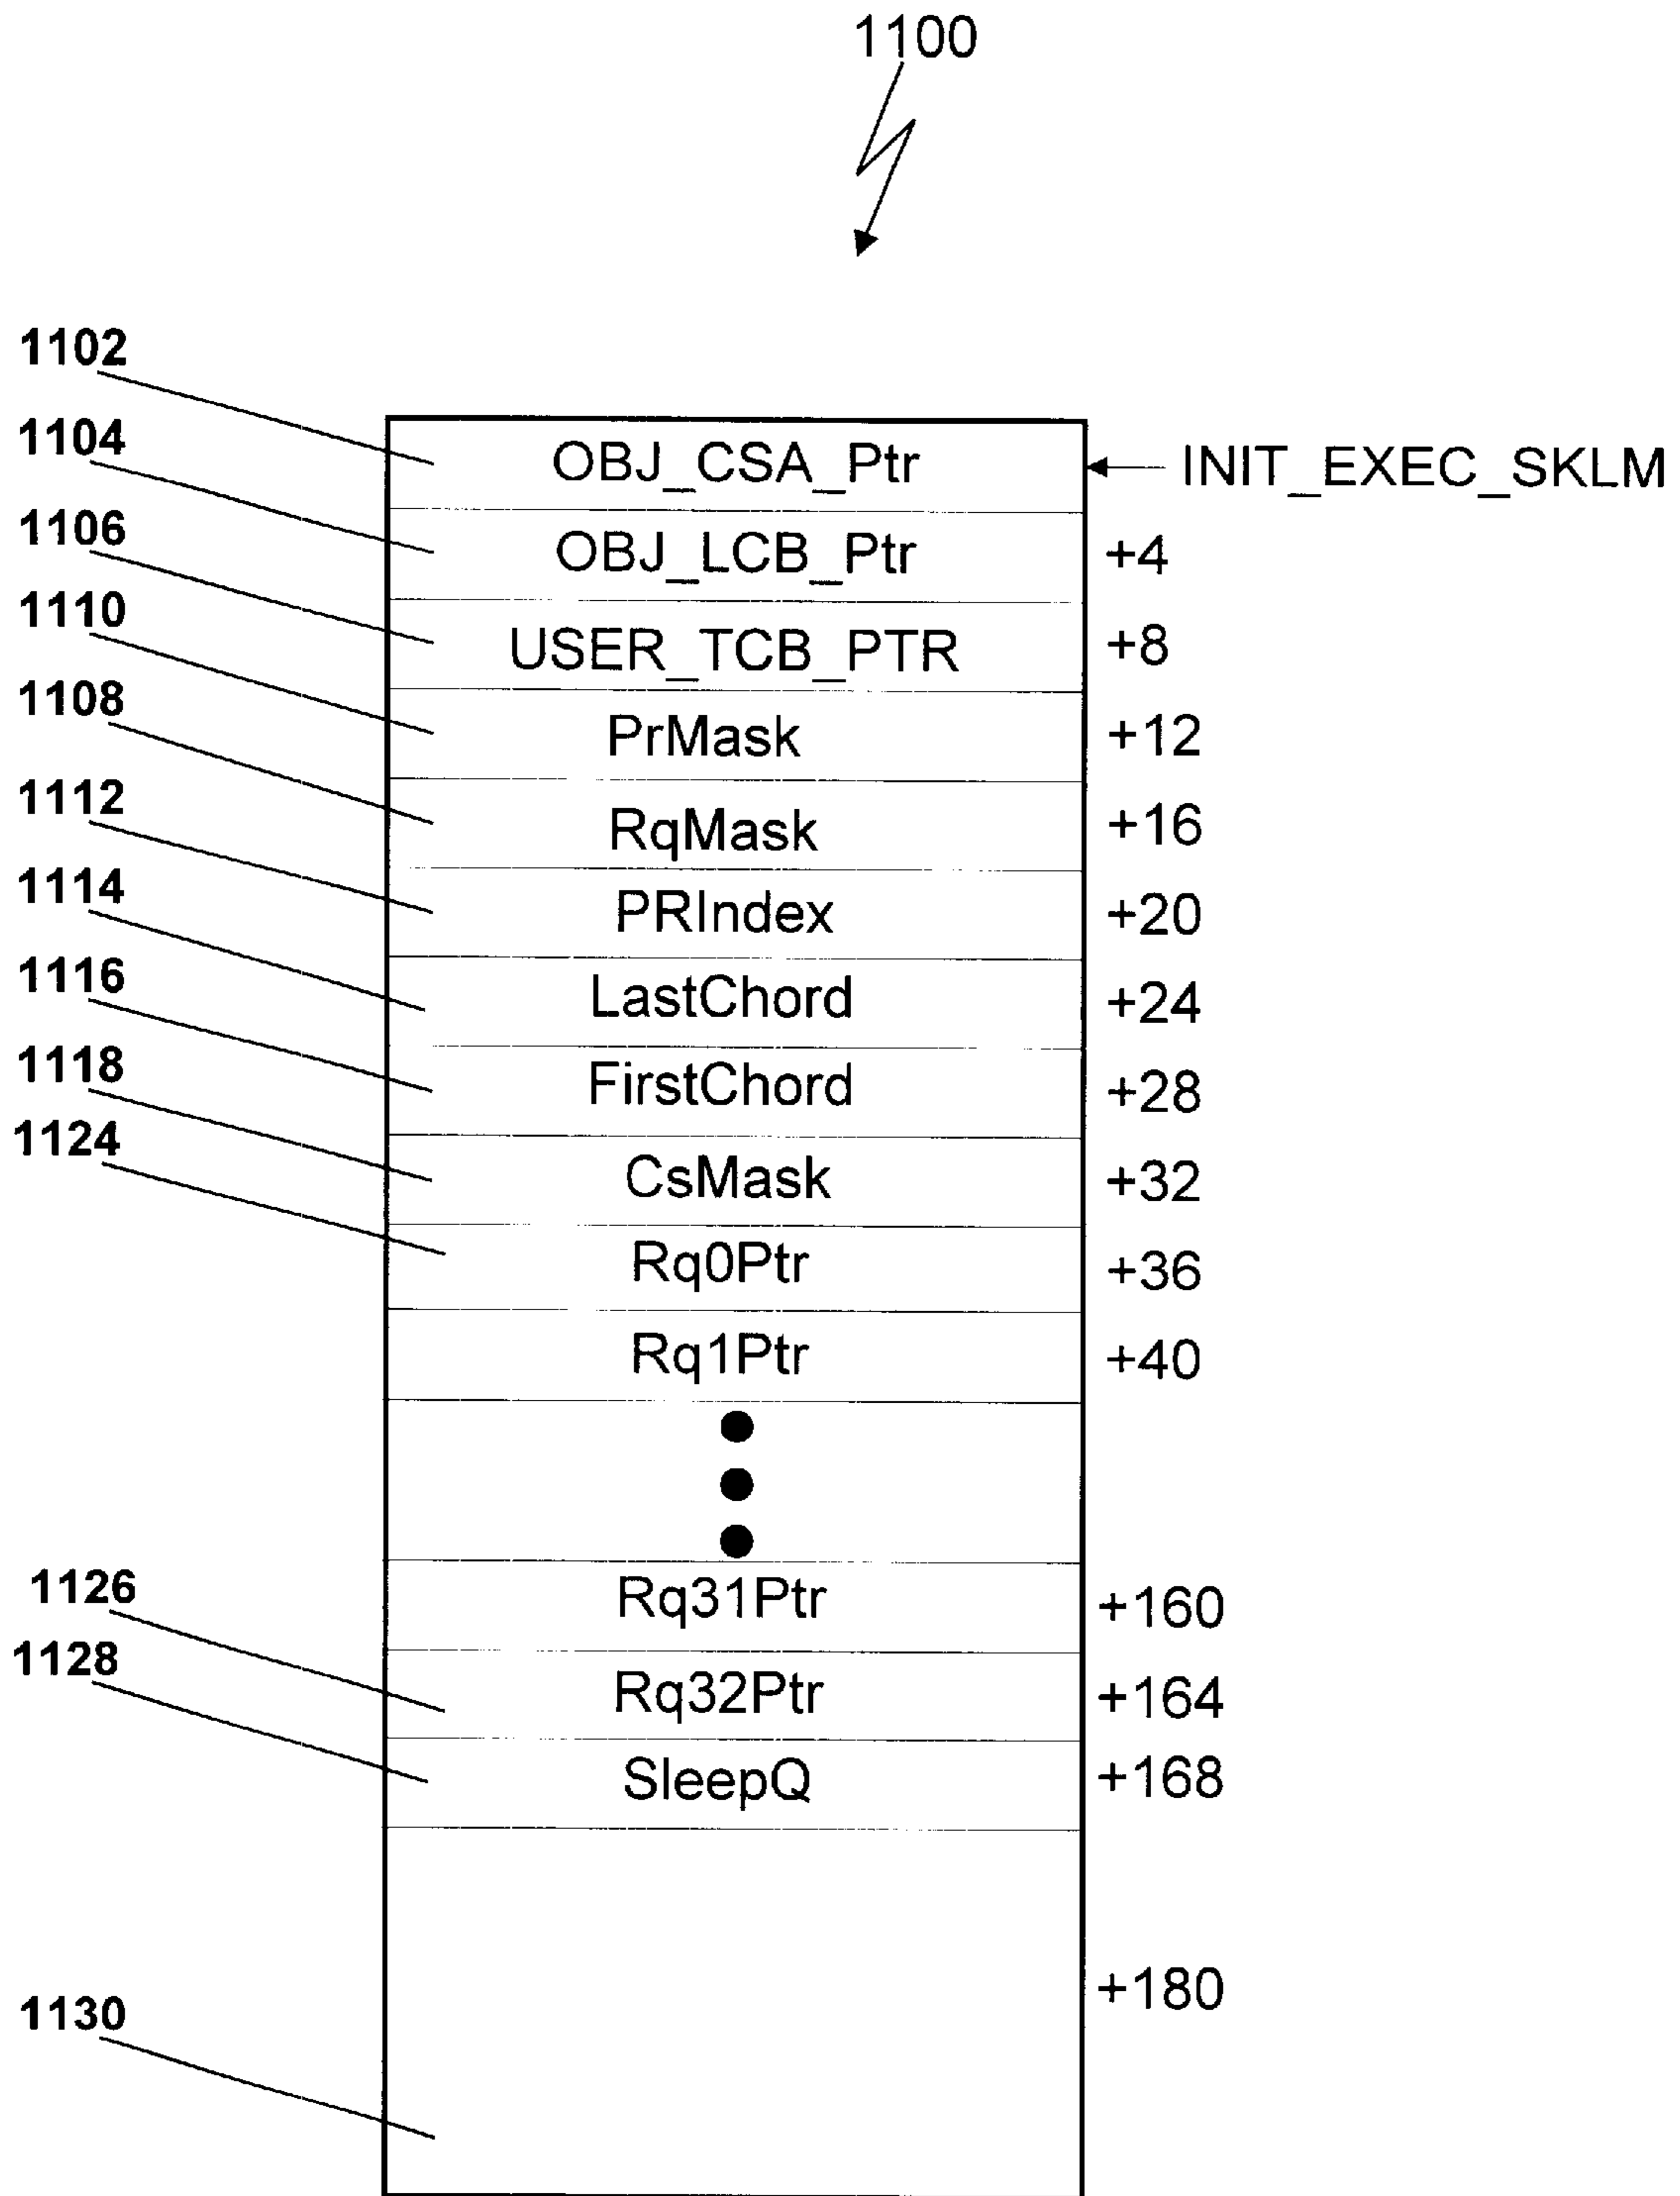 1100
1102
OBJ_CSA_Ptr
INIT_EXEC_SKLM
1104
OBJ_LCB_Ptr
+4
1106
USER_TCB_PTR
+8
1110
PrMask
+12
1108
RqMask
+16
1112
PRIndex
+20
1114
LastChord
+24
1116
FirstChord
+28
1118
CsMask
+32
1124
Rq0Ptr
+36
Rq1Ptr
+40
Rq31Ptr
+160
1126
Rq32Ptr
+164
1128
SleepQ
+168
+180
1130